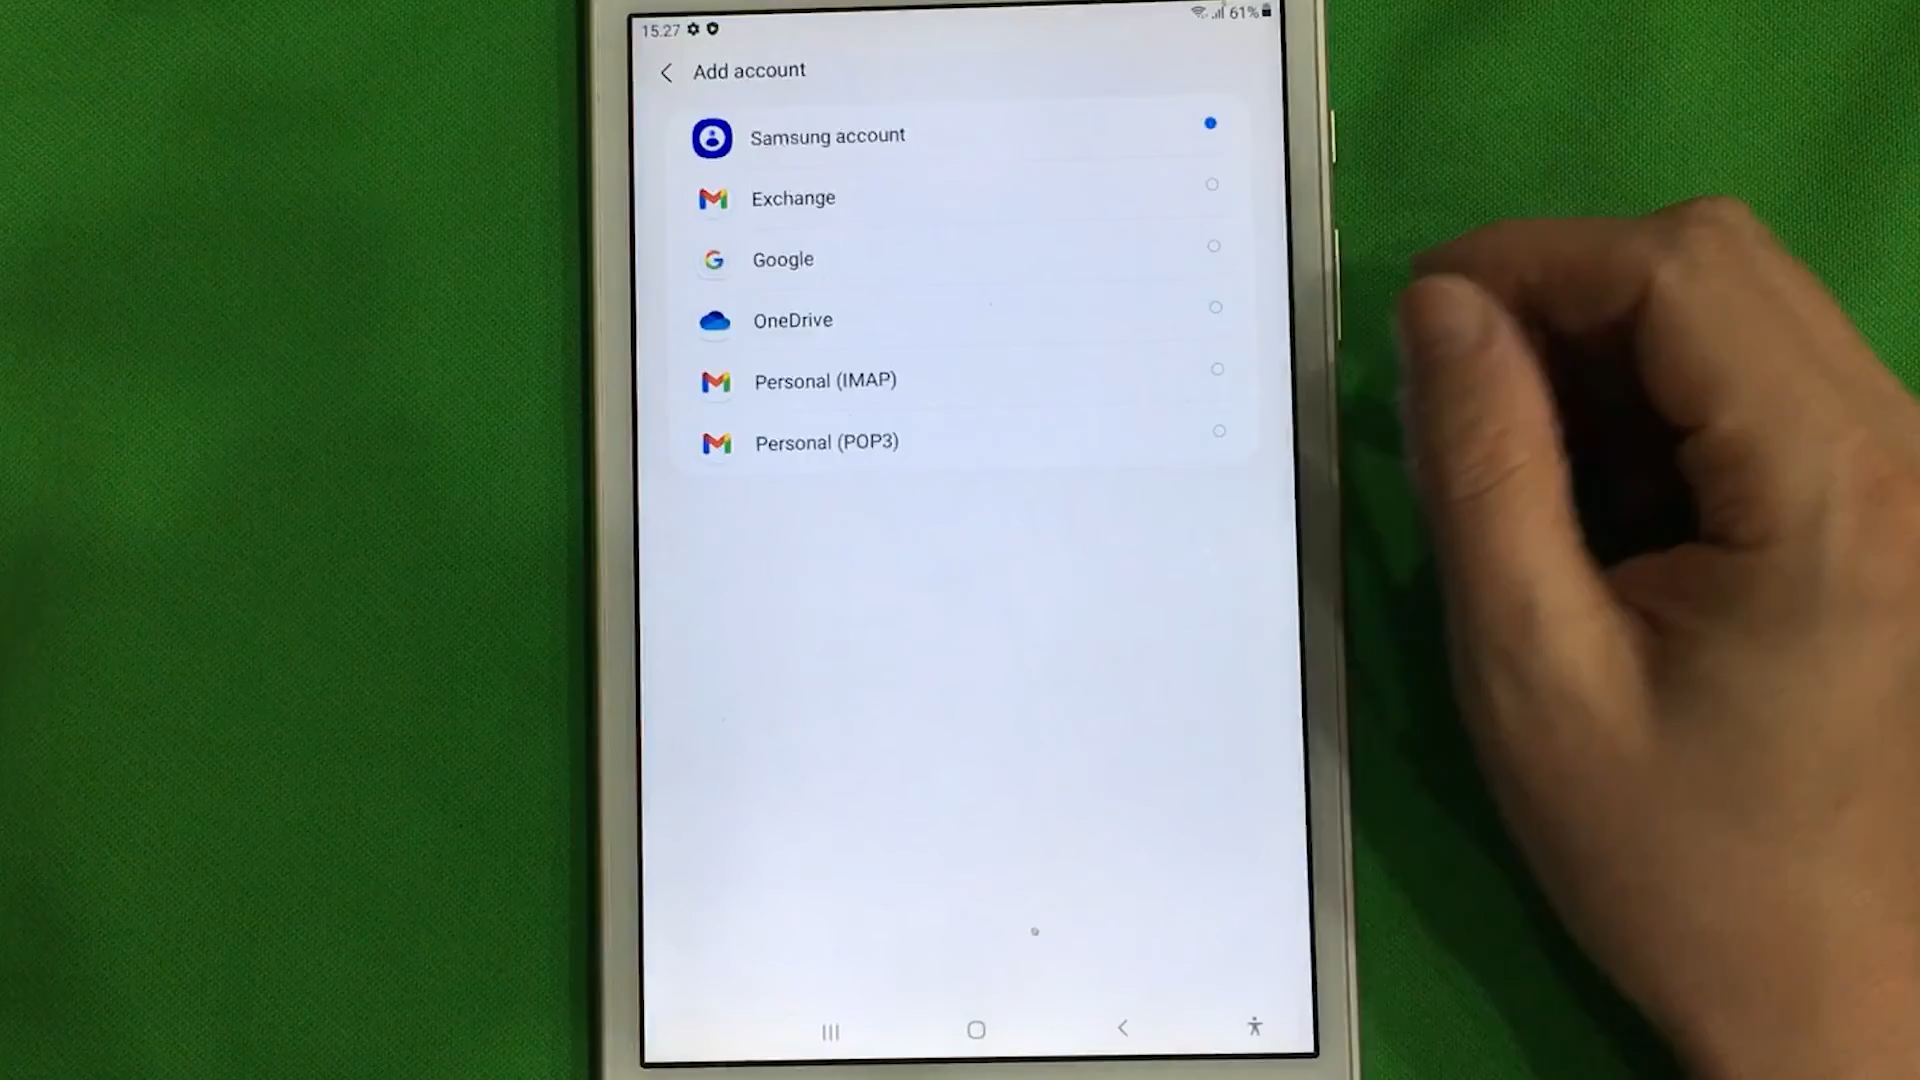 15.27
61%
Add account
Samsung account
Exchange
Google
OneDrive
Personal (IMAP)
Personal (POP3)